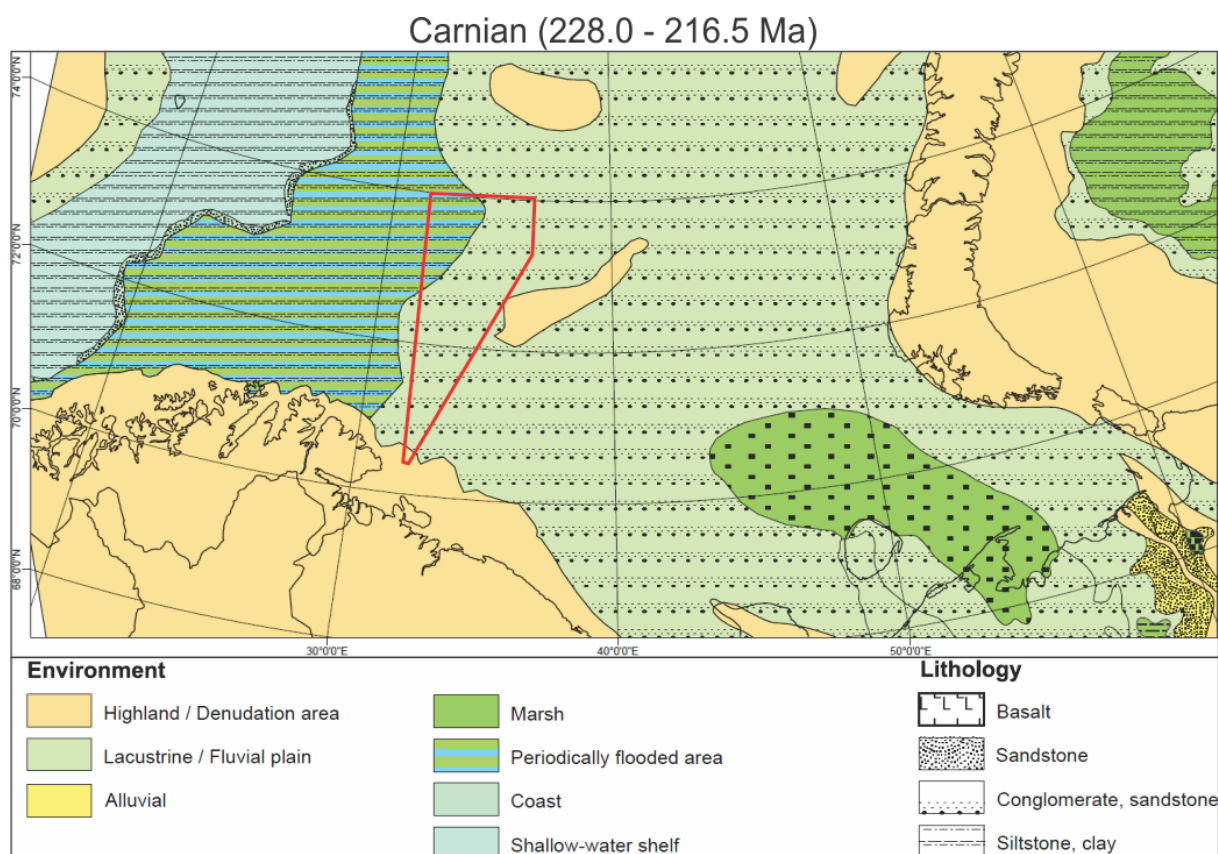 Carnian (228.0 - 216.5 Ma)
74°0'0"N
72°0'0"N
70°0'0"N
68°0'0"N
30°0'0"E
40°0'0"E
50°0'0"E
Environment
Highland / Denudation area
Lacustrine / Fluvial plain
Alluvial
Marsh
Periodically flooded area
Coast
Shallow-water shelf
Lithology
Basalt
Sandstone
Conglomerate, sandstone
Siltstone, clay